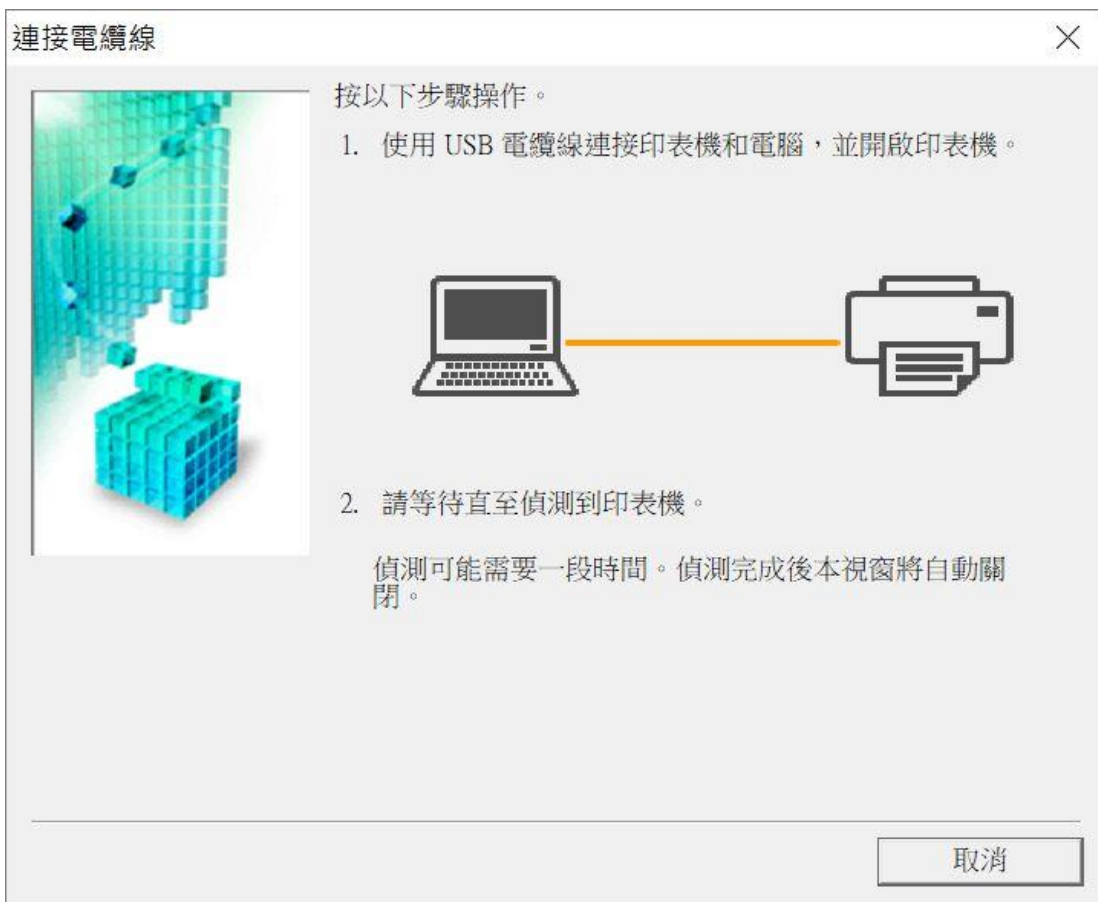 連接電纜線
按以下步驟操作。
1. 使用 USB 電纜線連接印表機和電腦，並開啟印表機。
2. 請等待直至偵測到印表機。
偵測可能需要一段時間。偵測完成後本視窗將自動關
閉。
取消